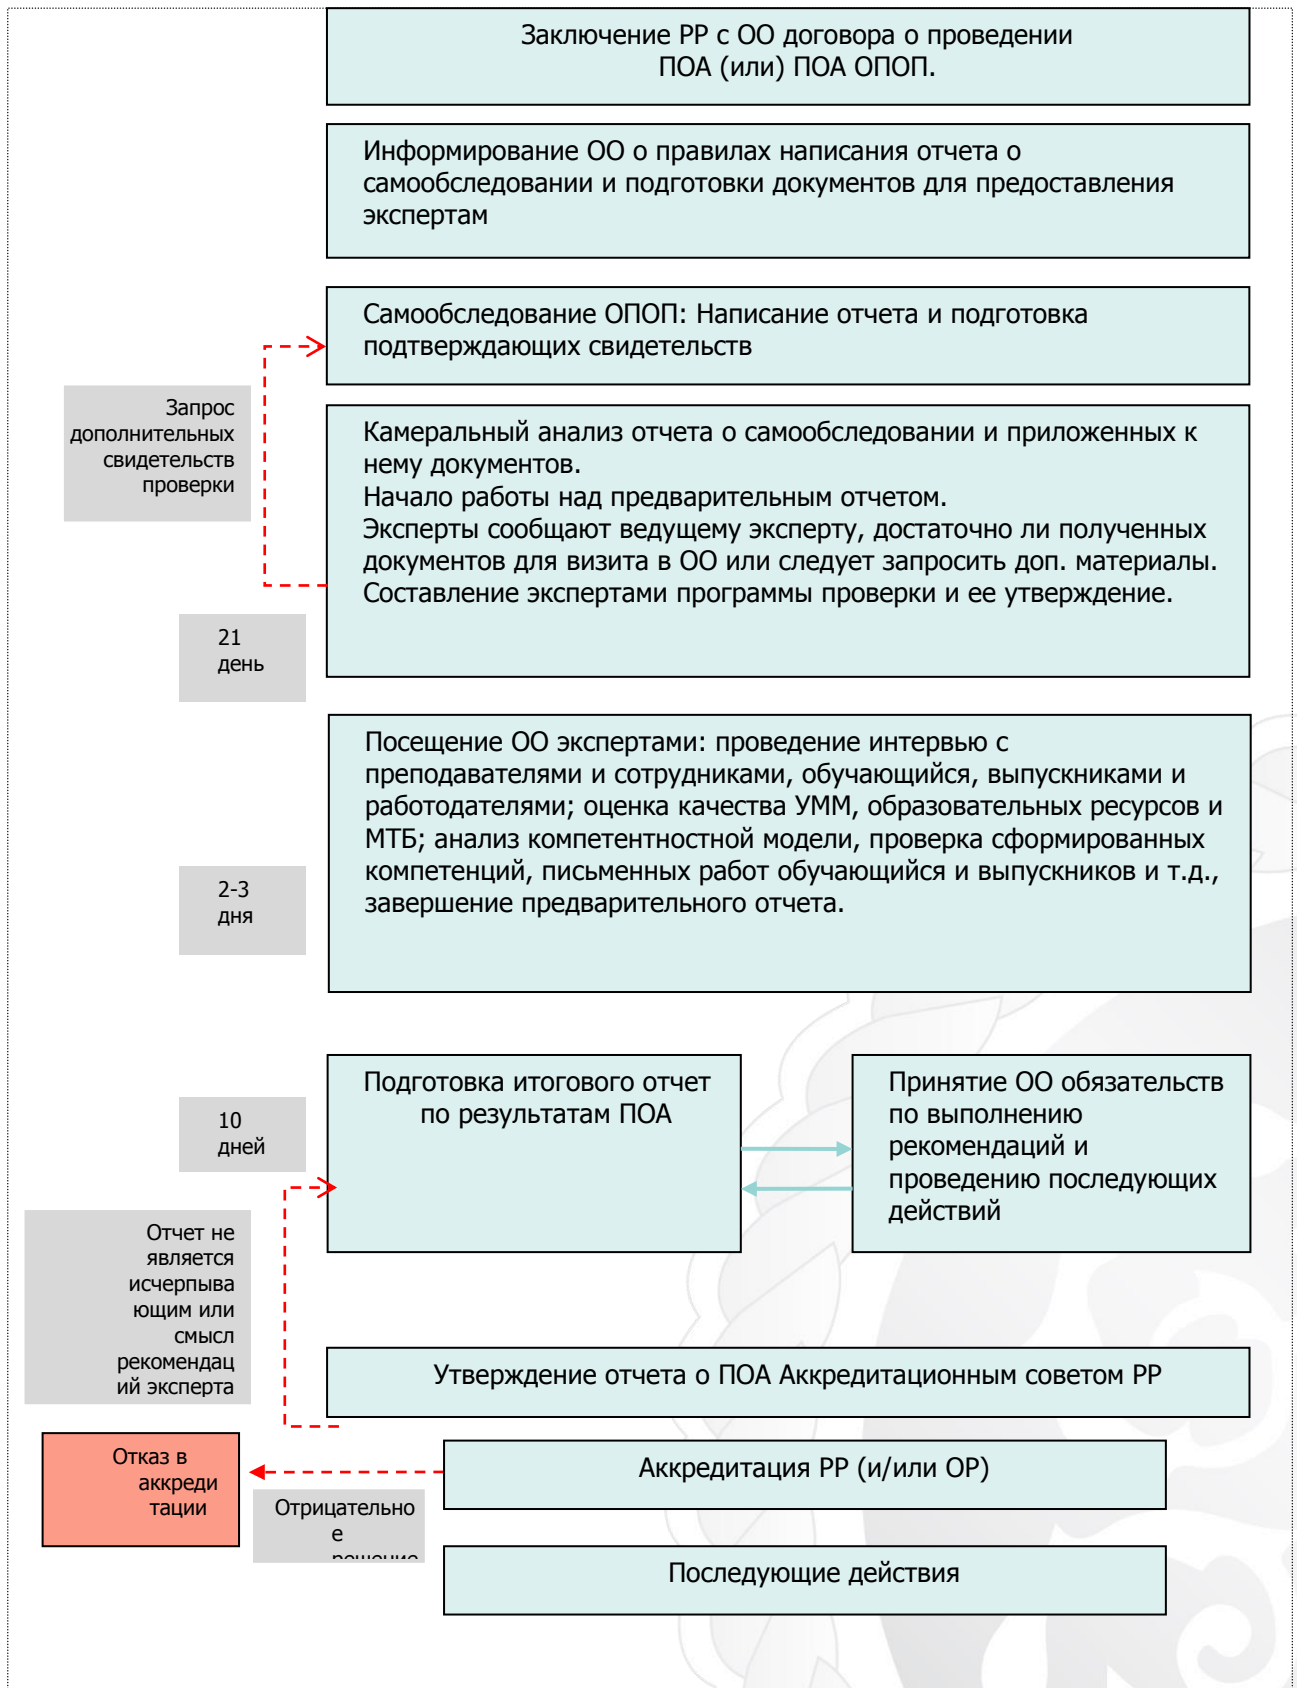 Заключение РР с ОО договора о проведении
ПОА (или) ПОА ОПОП.
Информирование ОО о правилах написания отчета о
самообследовании и подготовки документов для предоставления
экспертам
Самообследование ОПОП: Написание отчета и подготовка
подтверждающих свидетельств
Запрос
дополнительных
свидетельств
проверки
Камеральный анализ отчета о самообследовании и приложенных к
нему документов.
Начало работы над предварительным отчетом.
Эксперты сообщают ведущему эксперту, достаточно ли полученных
документов для визита в ОО или следует запросить доп. материалы.
Составление экспертами программы проверки и ее утверждение.
21
день
Посещение ОО экспертами: проведение интервью с
преподавателями и сотрудниками, обучающийся, выпускниками и
работодателями; оценка качества УММ, образовательных ресурсов и
МТБ; анализ компетентностной модели, проверка сформированных
компетенций, письменных работ обучающийся и выпускников и т.д.,
завершение предварительного отчета.
2-3
дня
Подготовка итогового отчет
по результатам ПОА
Принятие ОО обязательств
по выполнению
рекомендаций и
проведению последующих
действий
10
дней
Отчет не
является
исчерпыва
ющим или
смысл
рекомендац
ий эксперта
Утверждение отчета о ПОА Аккредитационным советом РР
Отказ в
аккреди
тации
Аккредитация РР (и/или ОР)
Отрицательно
е
решение
Последующие действия